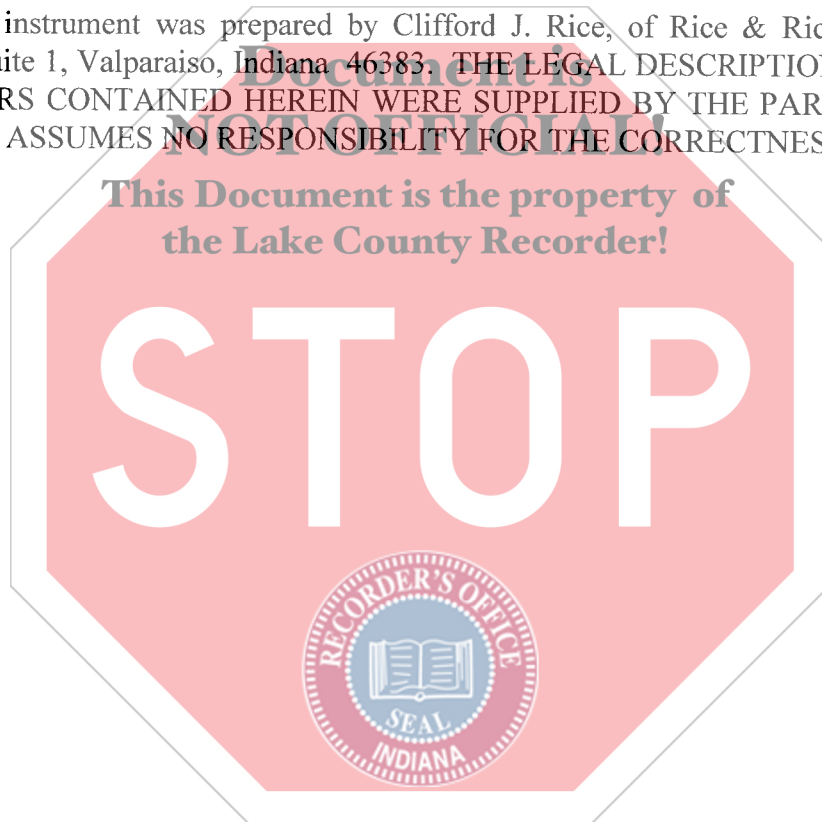 instrument was prepared by Clifford J. Rice, of Rice & Ric
ite 1, Valparaiso, Indiana 46383. THE LEGAL DESCRIPTIO
RS CONTAINED HEREIN WERE SUPPLIED BY THE PAR
ASSUMES NO RESPONSIBILITY FOR THE CORRECTNES
Document is
NOT OFFICIAL!
This Document is the property of
the Lake County Recorder!
STOP
RECORDER'S OFFICE
SEAL
INDIANA